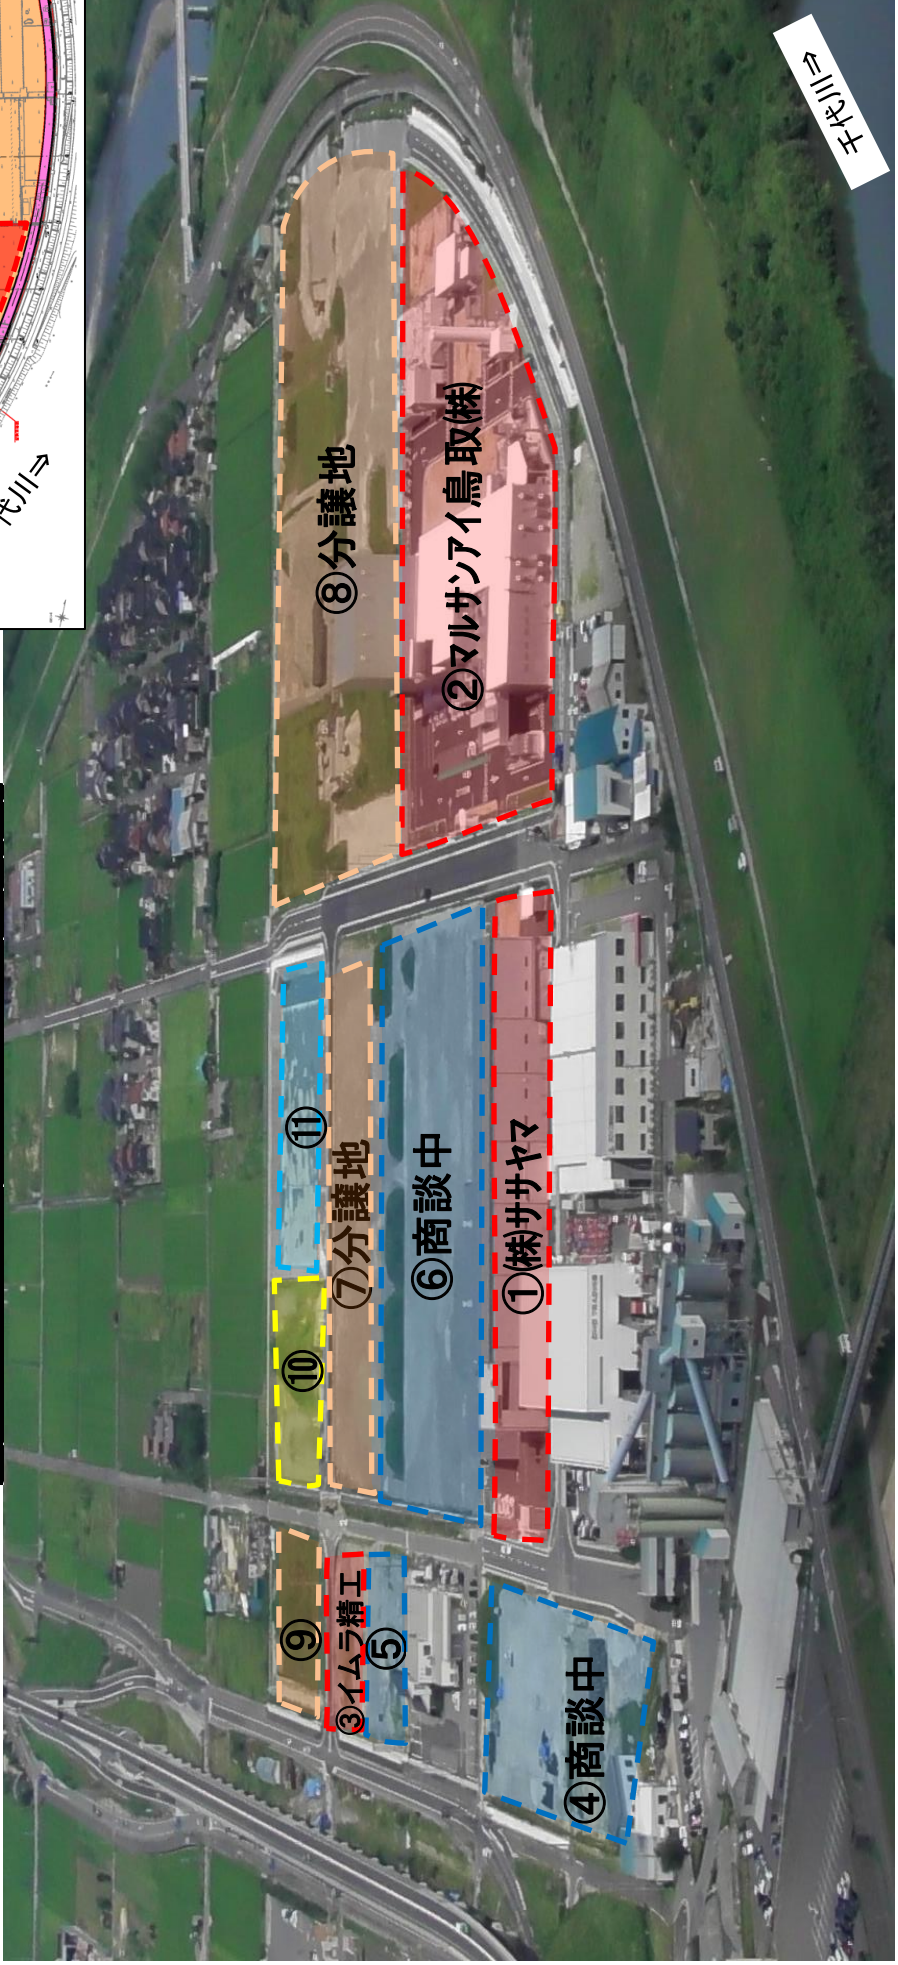 代川⇒
千代川⇒
⑧分譲地
②マルサンアイ鳥取㈱
⑪
⑦分譲地
⑥商談中
①㈱ササヤマ
⑩
⑨
③イムラ精工
⑤
④商談中